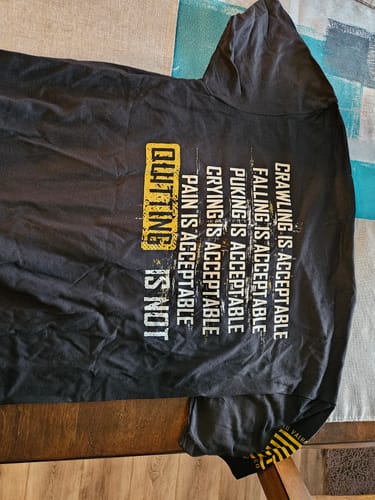 CRAWLING IS ACCEPTABLE
FALLING IS ACCEPTABLE
PUKING IS ACCEPTABLE
CRYING IS ACCEPTABLE
PAIN IS ACCEPTABLE
QUITTING IS NOT